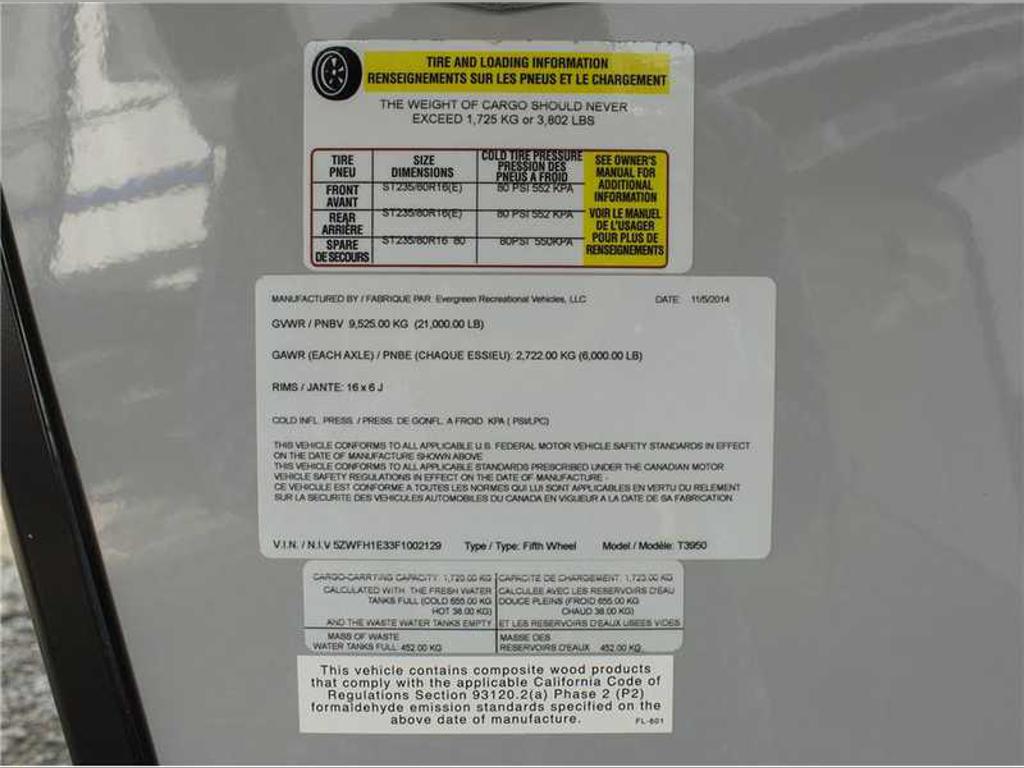 TIRE AND LOADING INFORMATION
RENSEIGNEMENTS SUR LES PNEUS ET LE CHARGEMENT
THE WEIGHT OF CARGO SHOULD NEVER
EXCEED 1,725 KG or 3,802 LBS
TIRE PNEU SIZE DIMENSIONS COLD TIRE PRESSURE PRESSION DES PNEUS A FROID
FRONT AVANT ST235/80R16(E) 80 PSI 552 KPA
REAR ARRIÈRE ST235/80R16(E) 80 PSI 552 KPA
SPARE DE SECOURS ST235/80R16 80 80PSI 550KPA
SEE OWNER'S
MANUAL FOR
ADDITIONAL
INFORMATION
VOIR LE MANUEL
DE L'USAGER
POUR PLUS DE
RENSEIGNEMENTS
MANUFACTURED BY / FABRIQUE PAR: Evergreen Recreational Vehicles, LLC DATE: 11/5/2014
GVWR / PNBV 9,525.00 KG (21,000.00 LB)
GAWR (EACH AXLE) / PNBE (CHAQUE ESSIEU): 2,722.00 KG (6,000.00 LB)
RIMS / JANTE: 16 x 6 J
COLD INFL. PRESS. / PRESS. DE GONFL. A FROID KPA ( PSI/LPC)
THIS VEHICLE CONFORMS TO ALL APPLICABLE U.S. FEDERAL MOTOR VEHICLE SAFETY STANDARDS IN EFFECT
ON THE DATE OF MANUFACTURE SHOWN ABOVE
THIS VEHICLE CONFORMS TO ALL APPLICABLE STANDARDS PRESCRIBED UNDER THE CANADIAN MOTOR
VEHICLE SAFETY REGULATIONS IN EFFECT ON THE DATE OF MANUFACTURE -
CE VEHICULE EST CONFORME A TOUTES LES NORMES QUI LUI SONT APPLICABLES EN VERTU DU RELEMENT
SUR LA SECURITE DES VEHICULES AUTOMOBILES DU CANADA EN VIGUEUR A LA DATE DE SA FABRICATION
V.I.N. / N.I.V 5ZWFH1E33F1002129 Type / Type: Fifth Wheel Model / Modèle: T3950
CARGO-CARRYING CAPACITY: KG CAPACITE DE CHARGEMENT: KG
CALCULATED WITH THE FRESH WATER CALCULEE AVEC LES RESERVOIRS D'EAU
TANKS FULL (COLD 655.00 KG DOUCE PLEINS (FROID 655.00 KG
HOT 38.00 KG) CHAUD 38.00 KG)
AND THE WASTE WATER TANKS EMPTY ET LES RESERVOIRS D'EAUX USEES VIDES
MASS OF WASTE MASSE DES
WATER TANKS FULL: 452.00 KG RESERVOIRS D'EAUX 452.00 KG.
This vehicle contains composite wood products
that comply with the applicable California Code of
Regulations Section 93120.2(a) Phase 2 (P2)
formaldehyde emission standards specified on the
above date of manufacture. FL-601